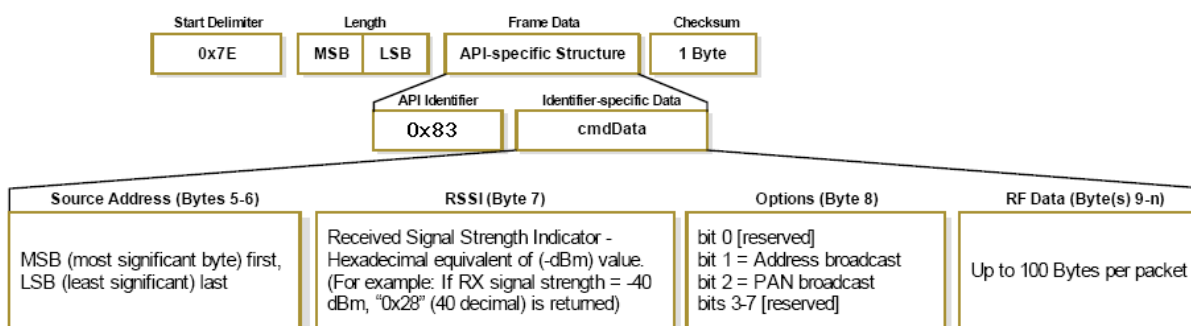 Start Delimiter
Length
Frame Data
Checksum
0x7E
MSB
LSB
API-specific Structure
1 Byte
API Identifier
Identifier-specific Data
0x83
cmdData
Source Address (Bytes 5-6)
MSB (most significant byte) first,
LSB (least significant) last
RSSI (Byte 7)
Received Signal Strength Indicator -
Hexadecimal equivalent of (-dBm) value.
(For example: If RX signal strength = -40
dBm, “0x28” (40 decimal) is returned)
Options (Byte 8)
bit 0 [reserved]
bit 1 = Address broadcast
bit 2 = PAN broadcast
bits 3-7 [reserved]
RF Data (Byte(s) 9-n)
Up to 100 Bytes per packet